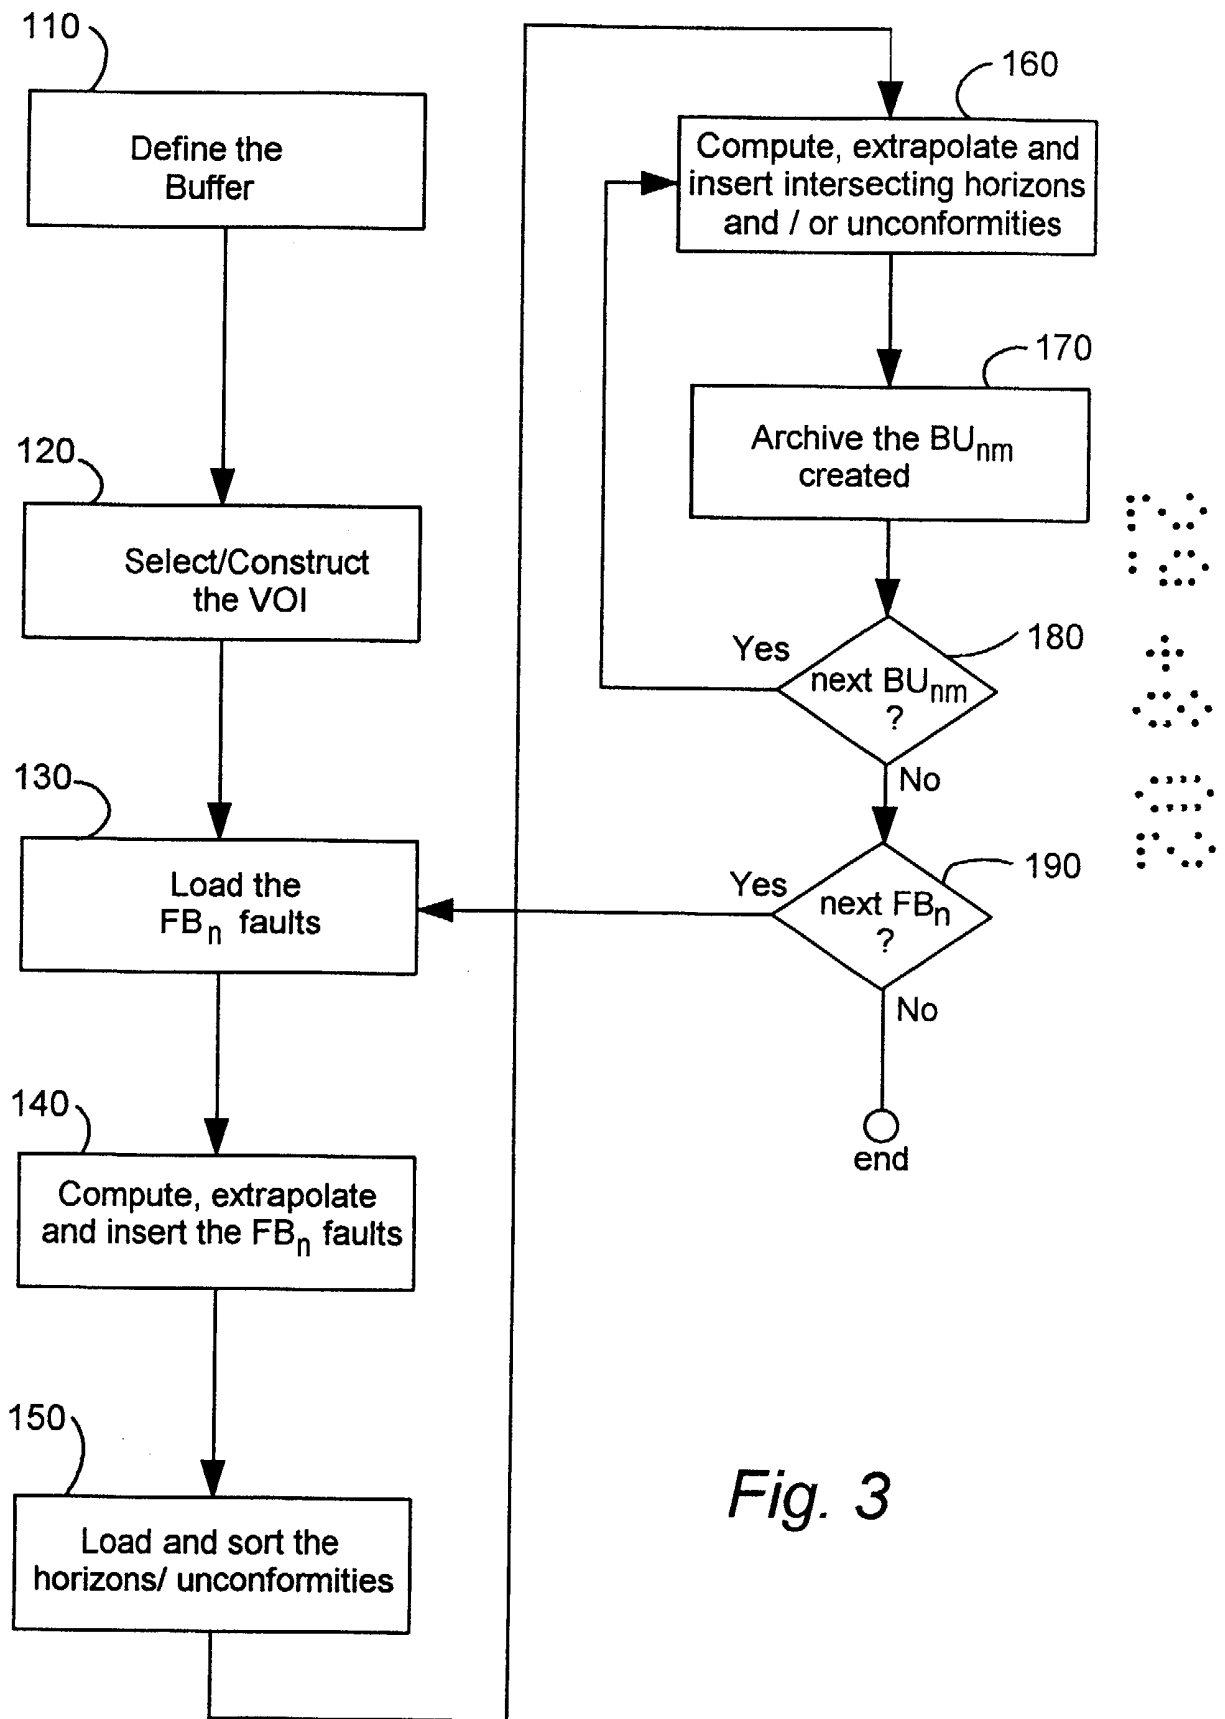 110
Define the
Buffer
120
Select/Construct
the VOI
130
Load the
FBn faults
140
Compute, extrapolate
and insert the FBn faults
150
Load and sort the
horizons/ unconformities
160
Compute, extrapolate and
insert intersecting horizons
and / or unconformities
170
Archive the BUnm
created
180
Yes
next BUnm
?
No
190
Yes
next FBn
?
No
end
Fig. 3